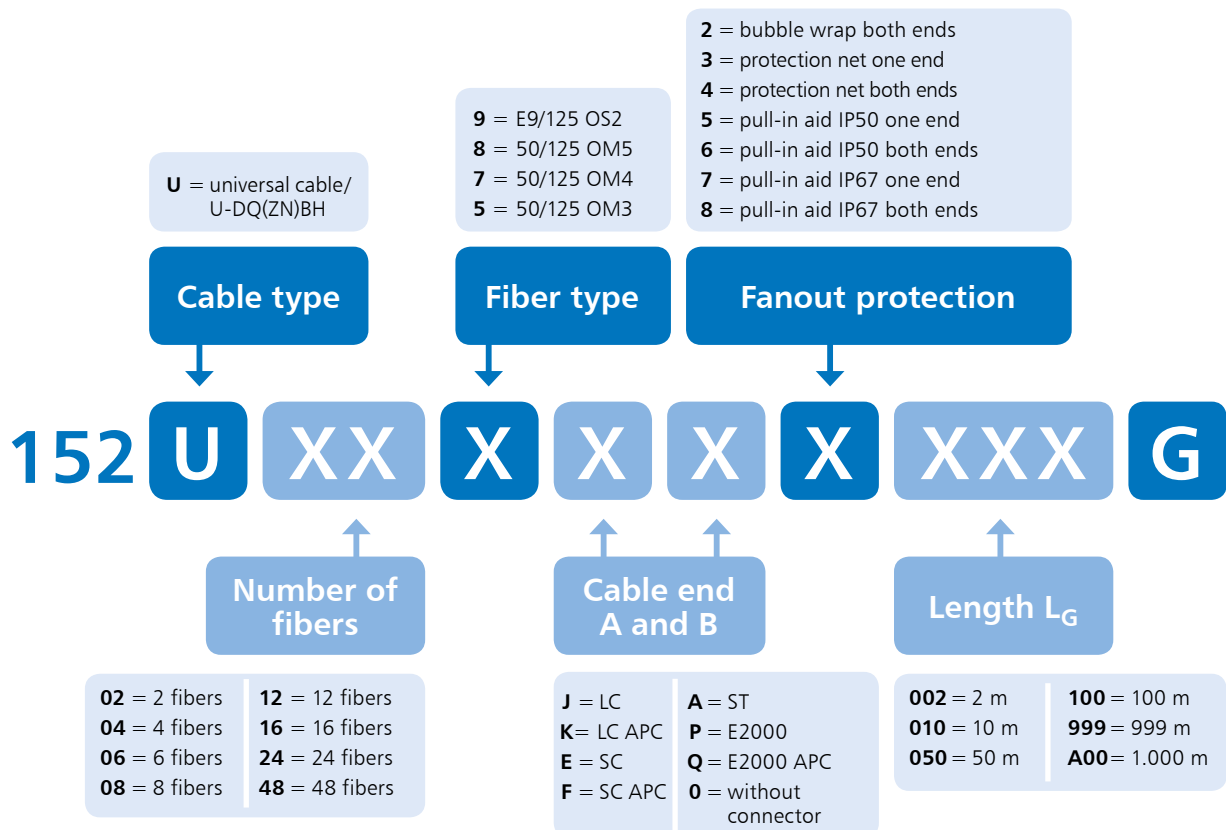 2 = bubble wrap both ends
3 = protection net one end
4 = protection net both ends
5 = pull-in aid IP50 one end
6 = pull-in aid IP50 both ends
7 = pull-in aid IP67 one end
8 = pull-in aid IP67 both ends
9 = E9/125 OS2
8 = 50/125 OM5
7 = 50/125 OM4
5 = 50/125 OM3
U = universal cable/
U-DQ(ZN)BH
Cable type
Fiber type
Fanout protection
152 U XX X X X X XXX G
Number of
fibers
Cable end
A and B
Length LG
02 = 2 fibers
04 = 4 fibers
06 = 6 fibers
08 = 8 fibers
12 = 12 fibers
16 = 16 fibers
24 = 24 fibers
48 = 48 fibers
J = LC
K= LC APC
E = SC
F = SC APC
A = ST
P = E2000
Q = E2000 APC
0 = without
connector
002 = 2 m
010 = 10 m
050 = 50 m
100 = 100 m
999 = 999 m
A00 = 1.000 m